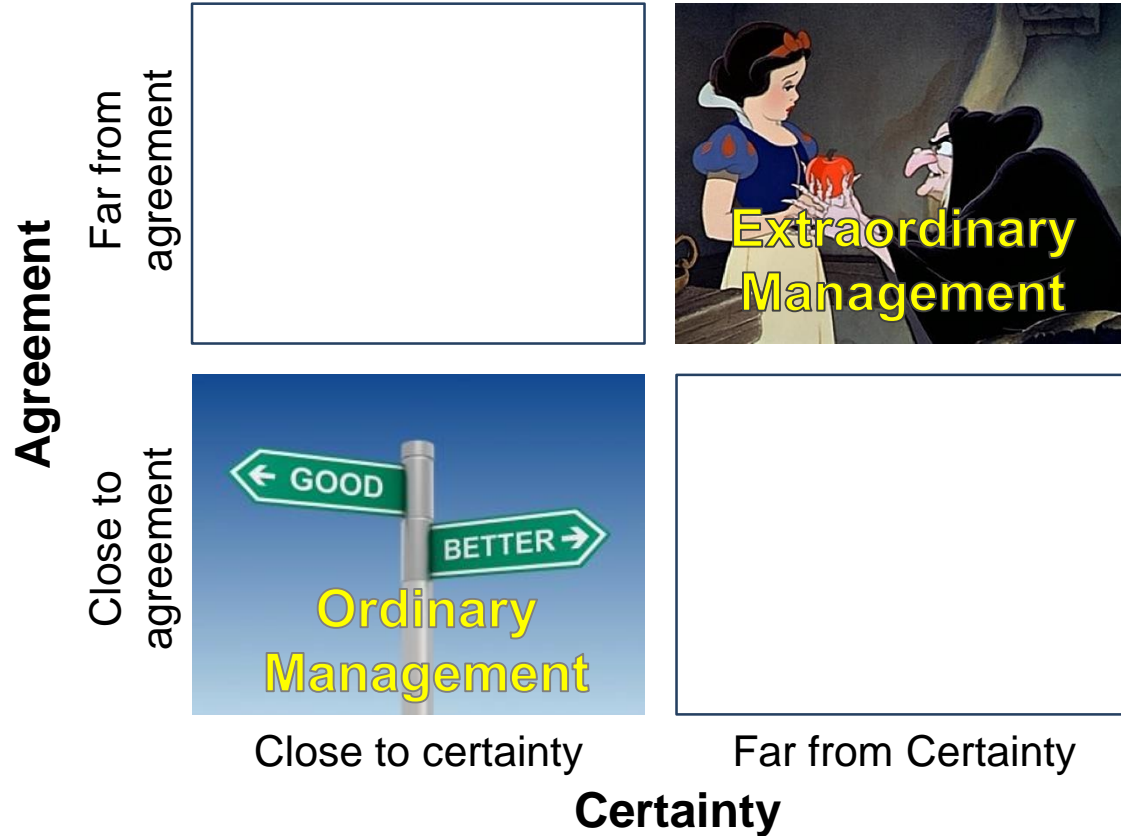 Agreement
Far from
agreement
Extraordinary
Management
Close to
agreement
← GOOD
BETTER →
Ordinary
Management
Close to certainty
Far from Certainty
Certainty